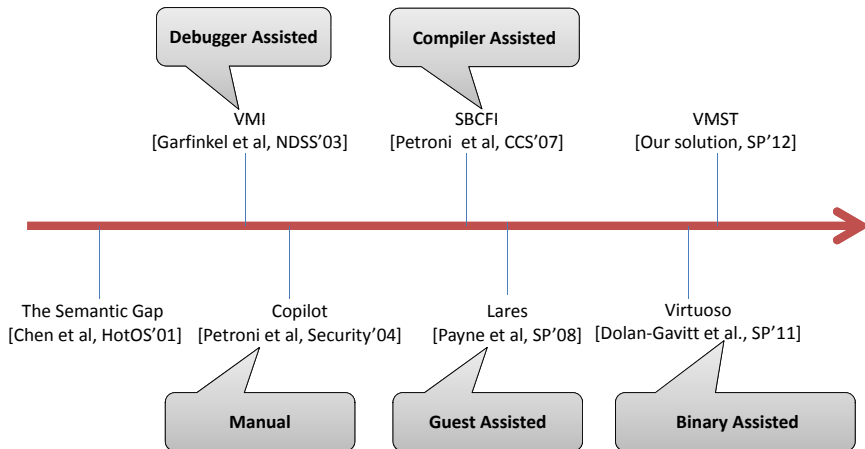 Debugger Assisted
Compiler Assisted
VMI
[Garfinkel et al, NDSS'03]
SBCFI
[Petroni et al, CCS'07]
VMST
[Our solution, SP'12]
The Semantic Gap
[Chen et al, HotOS'01]
Copilot
[Petroni et al, Security'04]
Lares
[Payne et al, SP'08]
Virtuoso
[Dolan-Gavitt et al., SP'11]
Manual
Guest Assisted
Binary Assisted